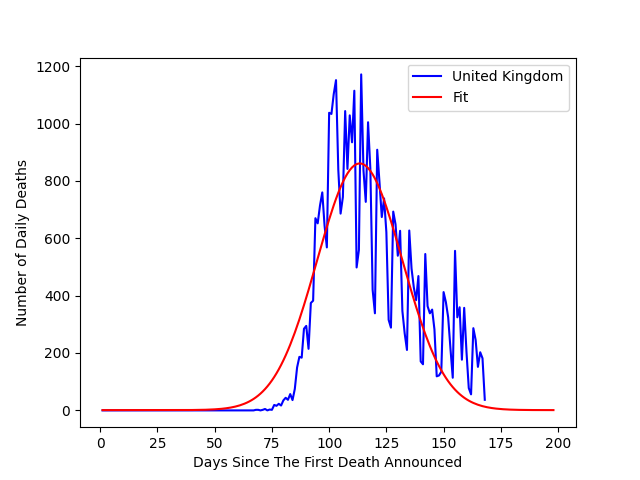 United Kingdom
Fit
Number of Daily Deaths
1200
1000
800
600
400
200
0
0 25 50 75 100 125 150 175 200
Days Since The First Death Announced